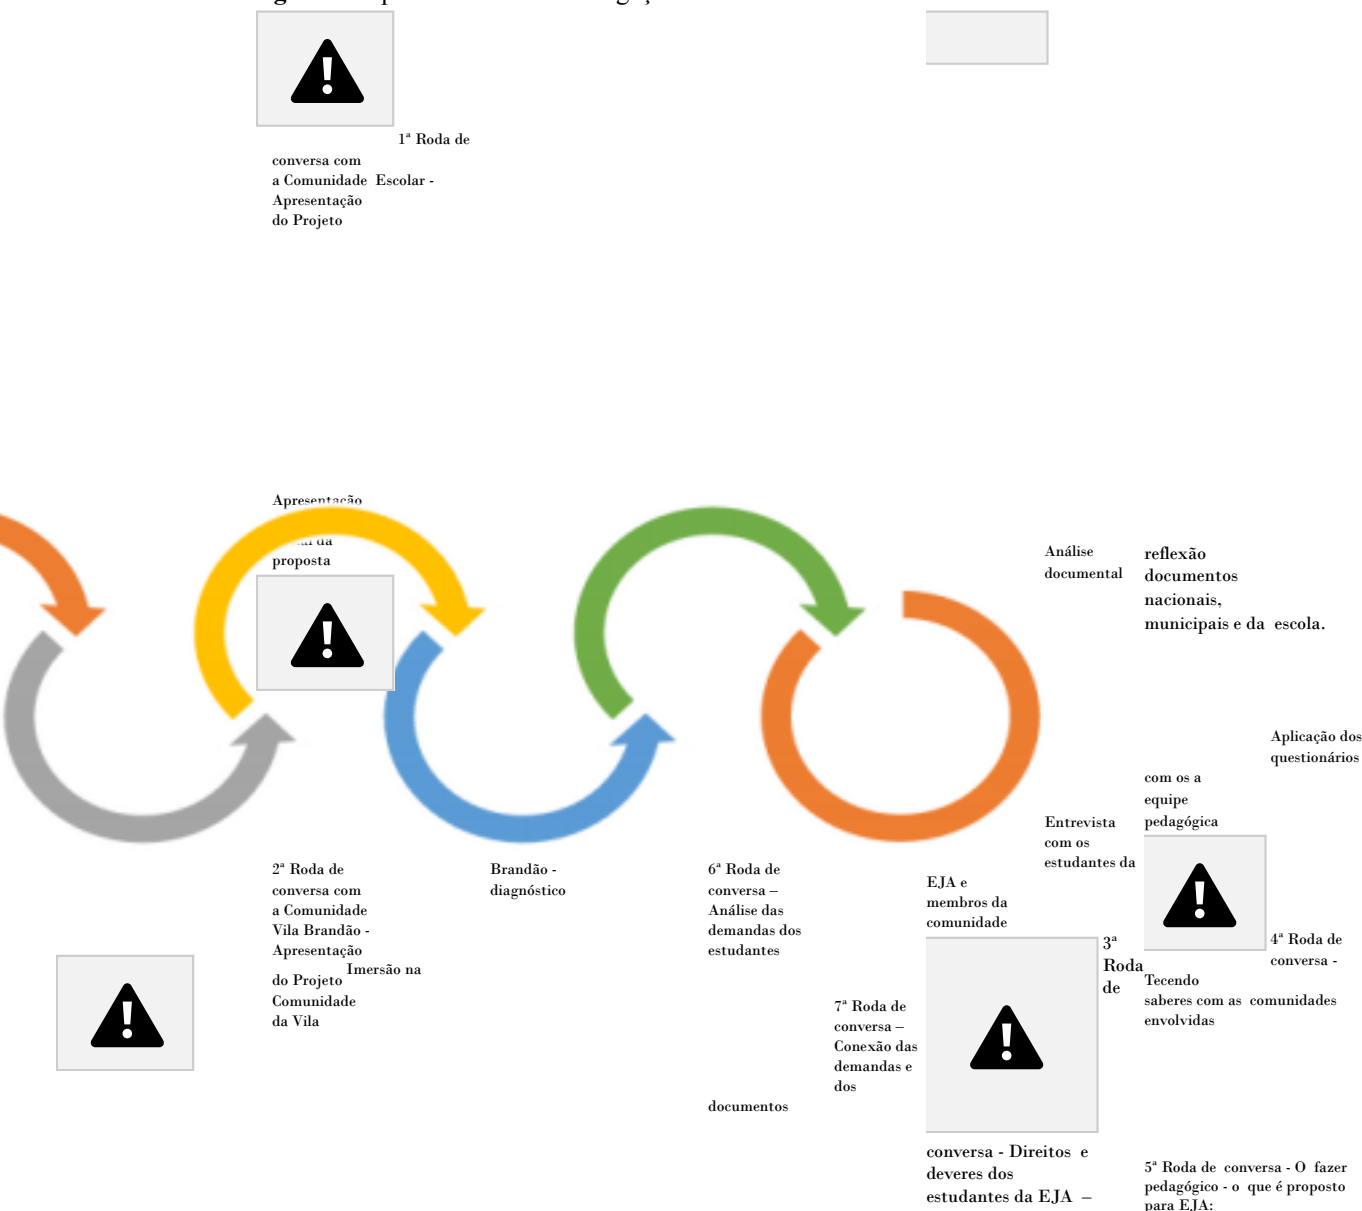 1ª Roda de
conversa com
a Comunidade Escolar -
Apresentação
do Projeto
Apresentação
da
proposta
2ª Roda de
conversa com
a Comunidade
Vila Brandão -
Apresentação
do Projeto
Imersão na
Comunidade
da Vila
Brandão -
diagnóstico
6ª Roda de
conversa –
Análise das
demandas dos
estudantes
7ª Roda de
conversa –
Conexão das
demandas e
dos
documentos
EJA e
membros da
comunidade
3ª
Roda
de
conversa - Direitos e
deveres dos
estudantes da EJA –
Análise
documental
reflexão
documentos
nacionais,
municipais e da escola.
Entrevista
com os
estudantes da
Aplicação dos
questionários
com os a
equipe
pedagógica
4ª Roda de
conversa -
Tecendo
saberes com as comunidades
envolvidas
5ª Roda de conversa - O fazer
pedagógico - o que é proposto
para EJA: